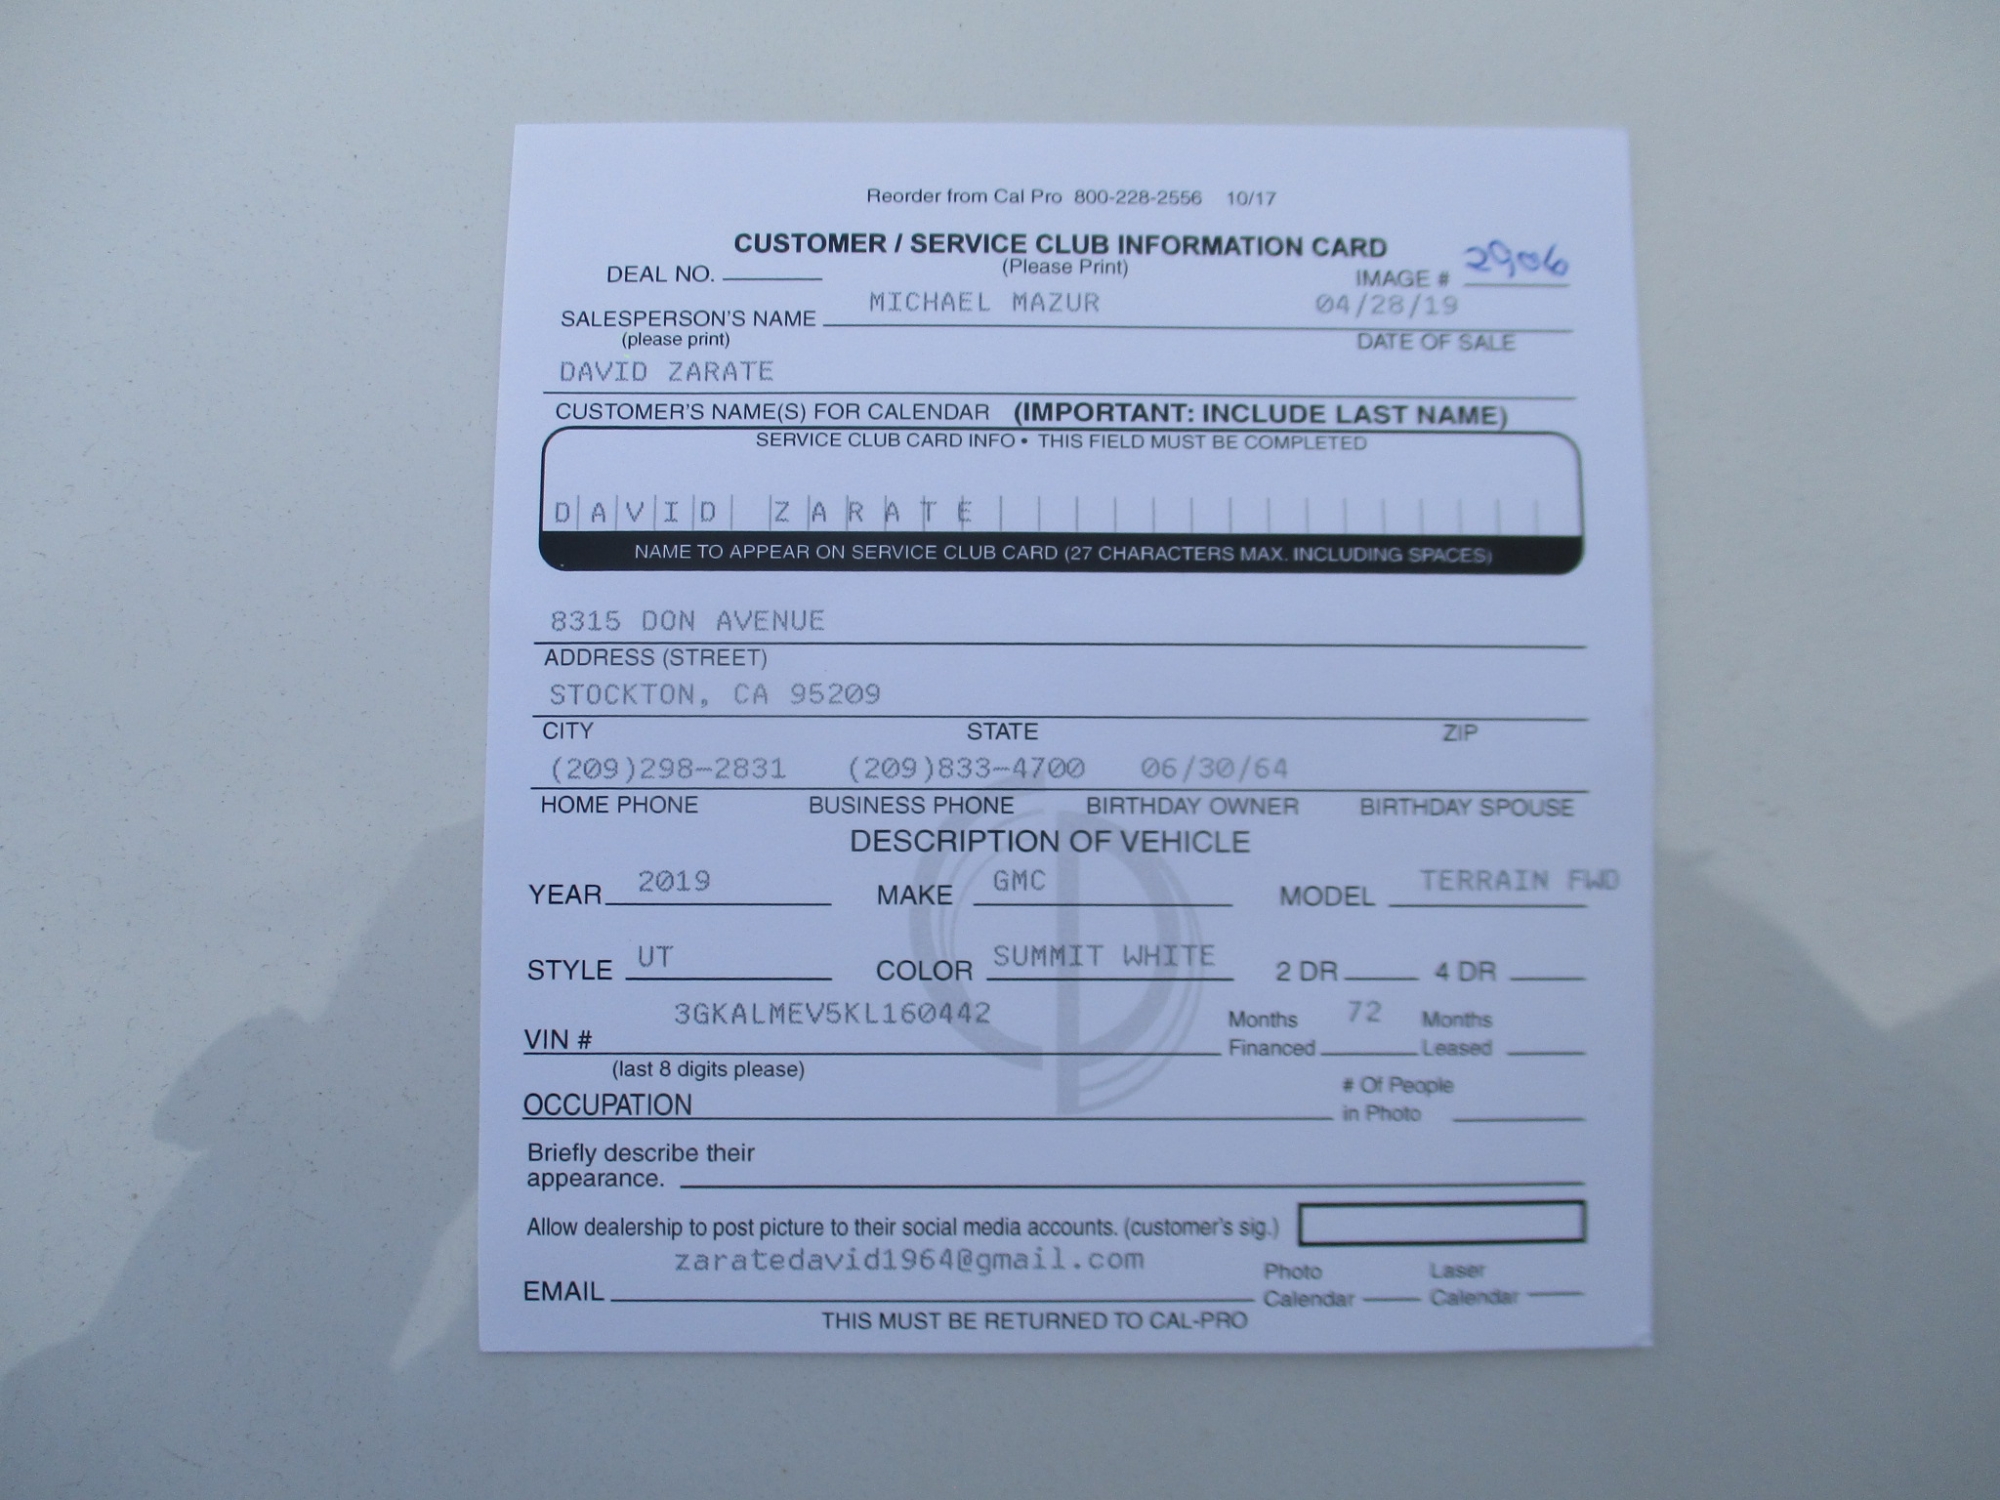 Reorder from Cal Pro 800-228-2556 10/17
CUSTOMER / SERVICE CLUB INFORMATION CARD
(Please Print)
DEAL NO.
IMAGE # 2906
SALESPERSON'S NAME MICHAEL MAZUR 04/28/19
(please print) DATE OF SALE
DAVID ZARATE
CUSTOMER'S NAME(S) FOR CALENDAR (IMPORTANT: INCLUDE LAST NAME)
SERVICE CLUB CARD INFO • THIS FIELD MUST BE COMPLETED
DAVID ZARATE
NAME TO APPEAR ON SERVICE CLUB CARD (27 CHARACTERS MAX. INCLUDING SPACES)
8315 DON AVENUE
ADDRESS (STREET)
STOCKTON, CA 95209
CITY STATE ZIP
(209)298-2831 (209)833-4700 06/30/64
HOME PHONE BUSINESS PHONE BIRTHDAY OWNER BIRTHDAY SPOUSE
DESCRIPTION OF VEHICLE
YEAR 2019 MAKE GMC MODEL TERRAIN FWD
STYLE UT COLOR SUMMIT WHITE 2 DR 4 DR
VIN # 3GKALMEV5KL160442
(last 8 digits please)
Months Financed 72 Months Leased
OCCUPATION
# Of People in Photo
Briefly describe their
appearance.
Allow dealership to post picture to their social media accounts. (customer's sig.)
EMAIL zaratedavid1964@gmail.com
Photo Calendar Laser Calendar
THIS MUST BE RETURNED TO CAL-PRO